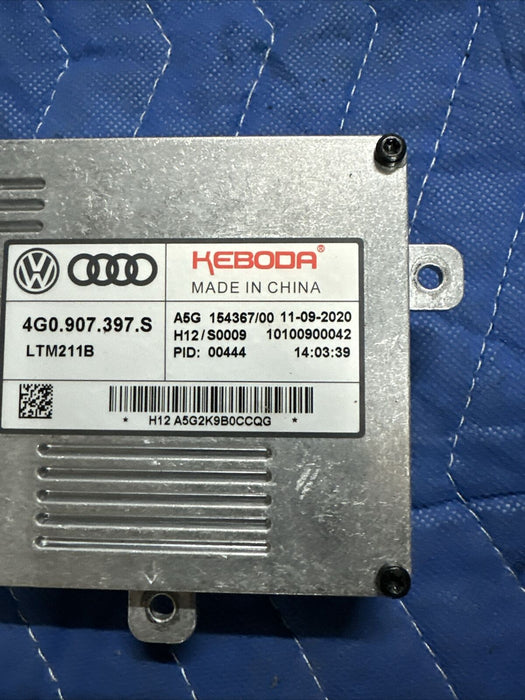 KEBODA®
MADE IN CHINA
4G0.907.397.S
LTM211B
A5G 154367/00 11-09-2020
H12/S0009 10100900042
PID: 00444 14:03:39
* H12 A5G2K9B0CCQG *